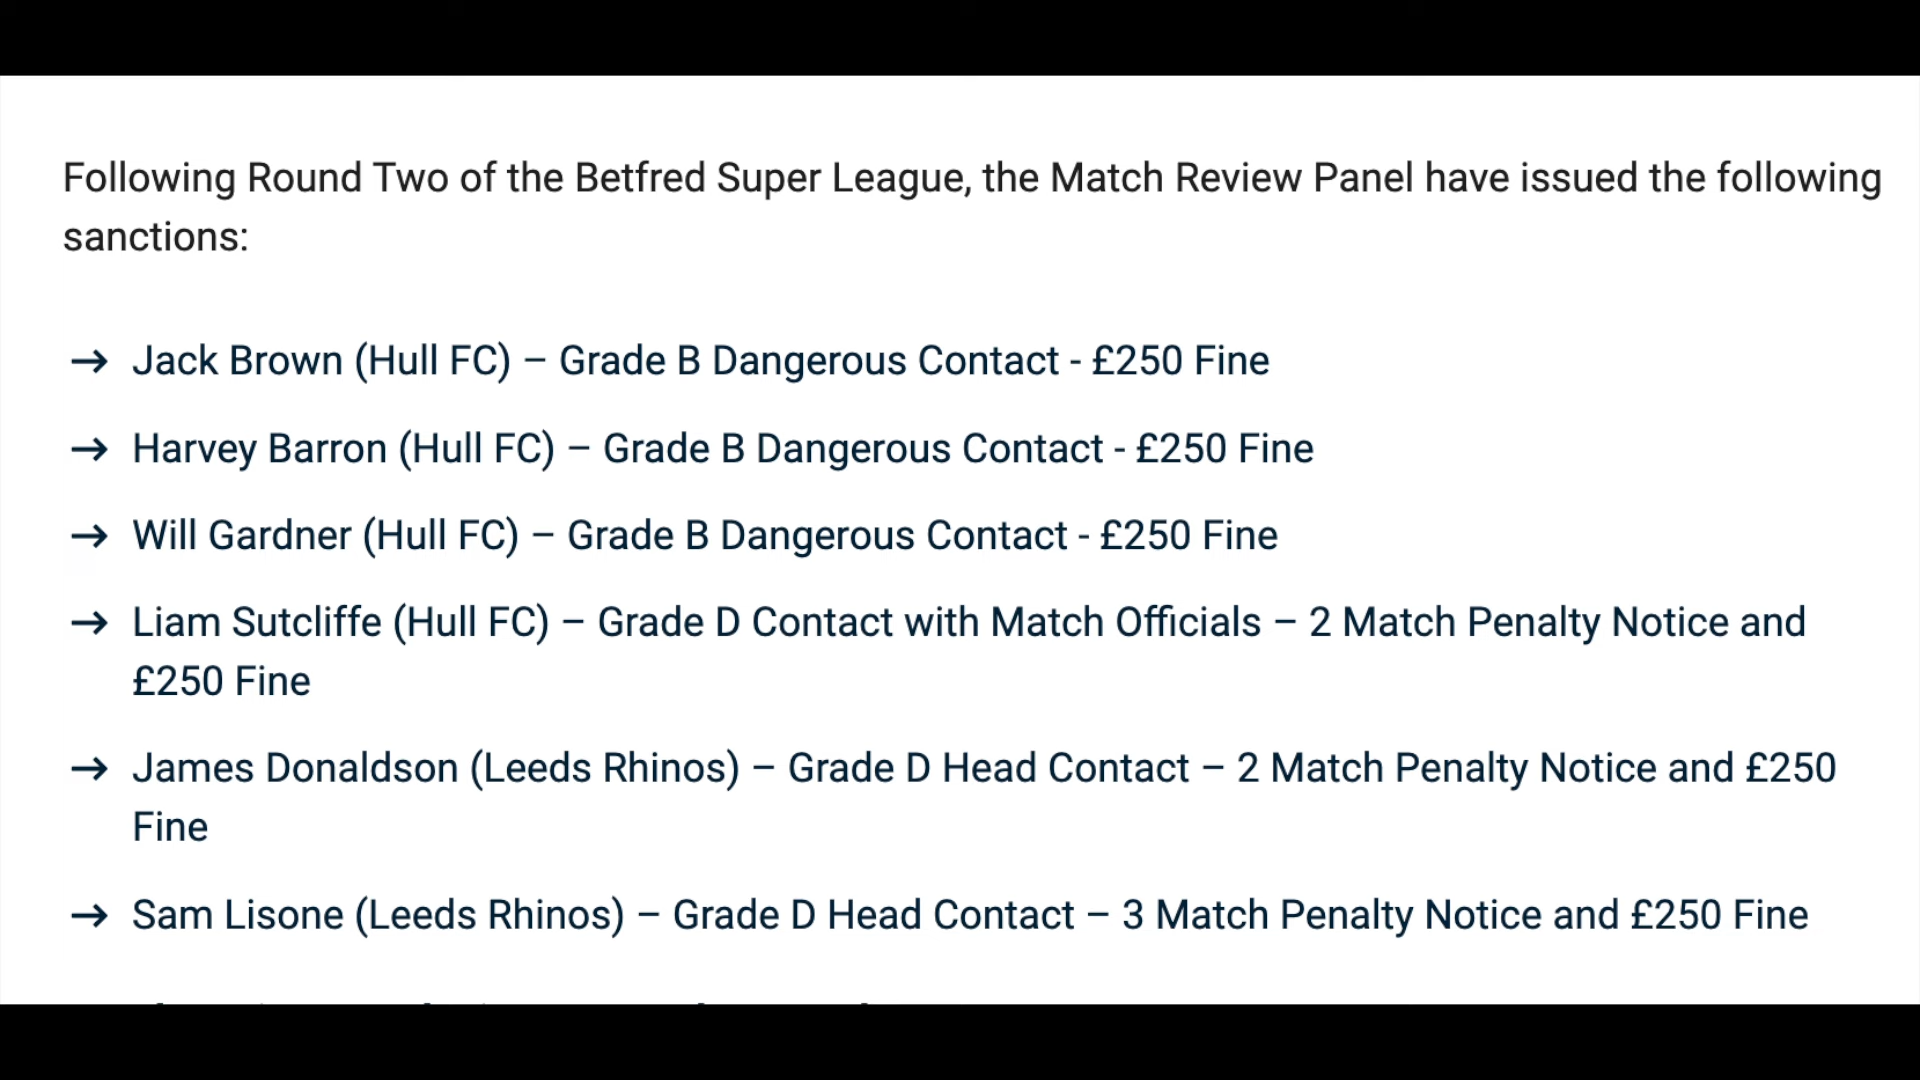 Following Round Two of the Betfred Super League, the Match Review Panel have issued the following
sanctions:
→ Jack Brown (Hull FC) – Grade B Dangerous Contact - £250 Fine
→ Harvey Barron (Hull FC) – Grade B Dangerous Contact - £250 Fine
→ Will Gardner (Hull FC) – Grade B Dangerous Contact - £250 Fine
→ Liam Sutcliffe (Hull FC) – Grade D Contact with Match Officials – 2 Match Penalty Notice and
£250 Fine
→ James Donaldson (Leeds Rhinos) – Grade D Head Contact – 2 Match Penalty Notice and £250
Fine
→ Sam Lisone (Leeds Rhinos) – Grade D Head Contact – 3 Match Penalty Notice and £250 Fine